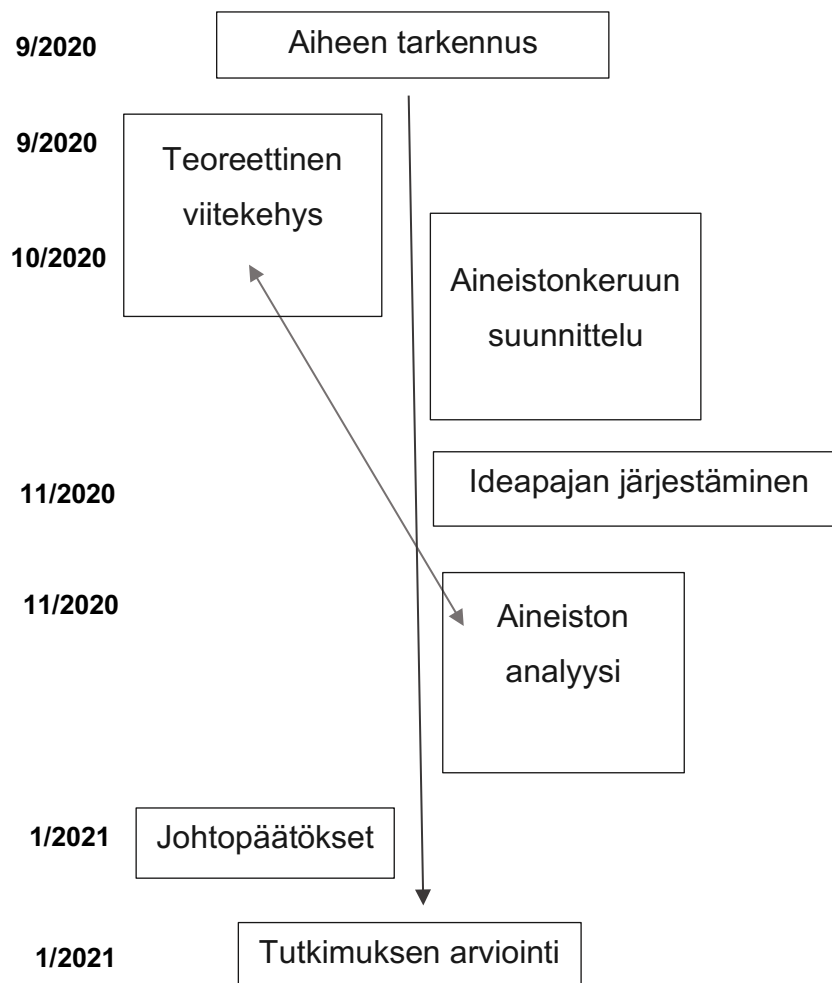 9/2020
Aiheen tarkennus
9/2020
Teoreettinen
viitekehys
10/2020
Aineistonkeruun
suunnittelu
11/2020
Ideapajan järjestäminen
11/2020
Aineiston
analyysi
1/2021
Johtopäätökset
1/2021
Tutkimuksen arviointi